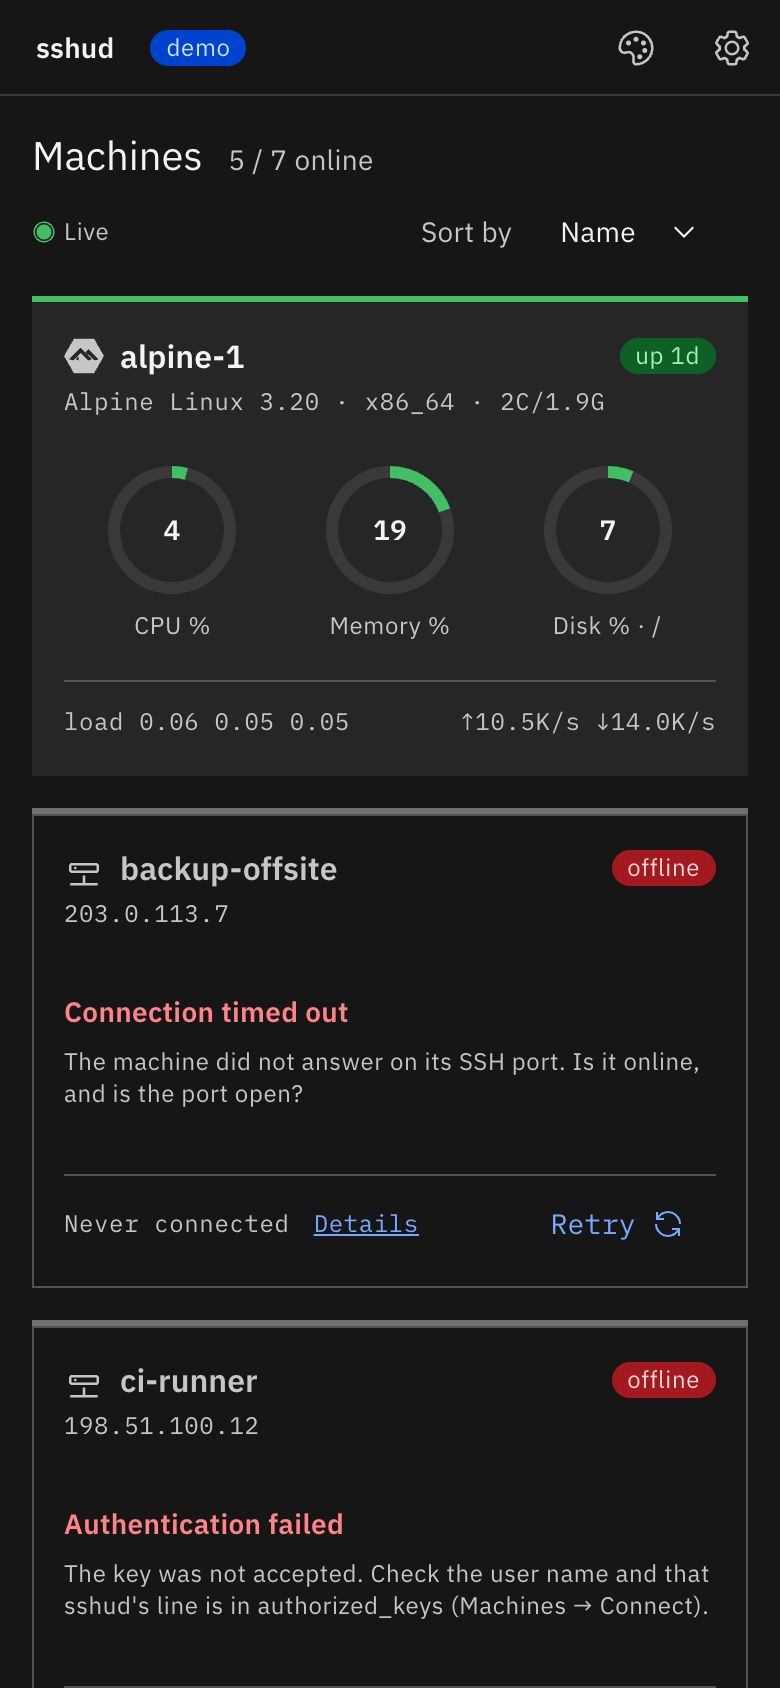 sshud demo
Machines 5 / 7 online
Live Sort by Name
alpine-1 up 1d
Alpine Linux 3.20 · x86_64 · 2C/1.9G
4 19 7
CPU % Memory % Disk % · /
load 0.06 0.05 0.05 ↑10.5K/s ↓14.0K/s
backup-offsite offline
203.0.113.7
Connection timed out
The machine did not answer on its SSH port. Is it online,
and is the port open?
Never connected Details Retry
ci-runner offline
198.51.100.12
Authentication failed
The key was not accepted. Check the user name and that
sshud's line is in authorized_keys (Machines → Connect).